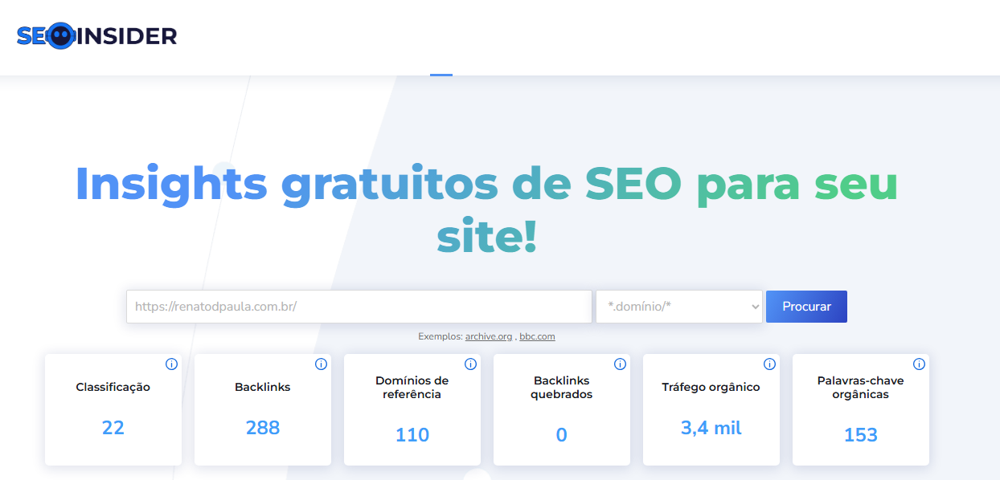 SEOINSIDER
Insights gratuitos de SEO para seu
site!
https://renatodpaula.com.br/
*.domínio/*
Procurar
Exemplos: archive.org , bbc.com
Classificação
22
Backlinks
288
Domínios de
referência
110
Backlinks
quebrados
0
Tráfego orgânico
3,4 mil
Palavras-chave
orgânicas
153